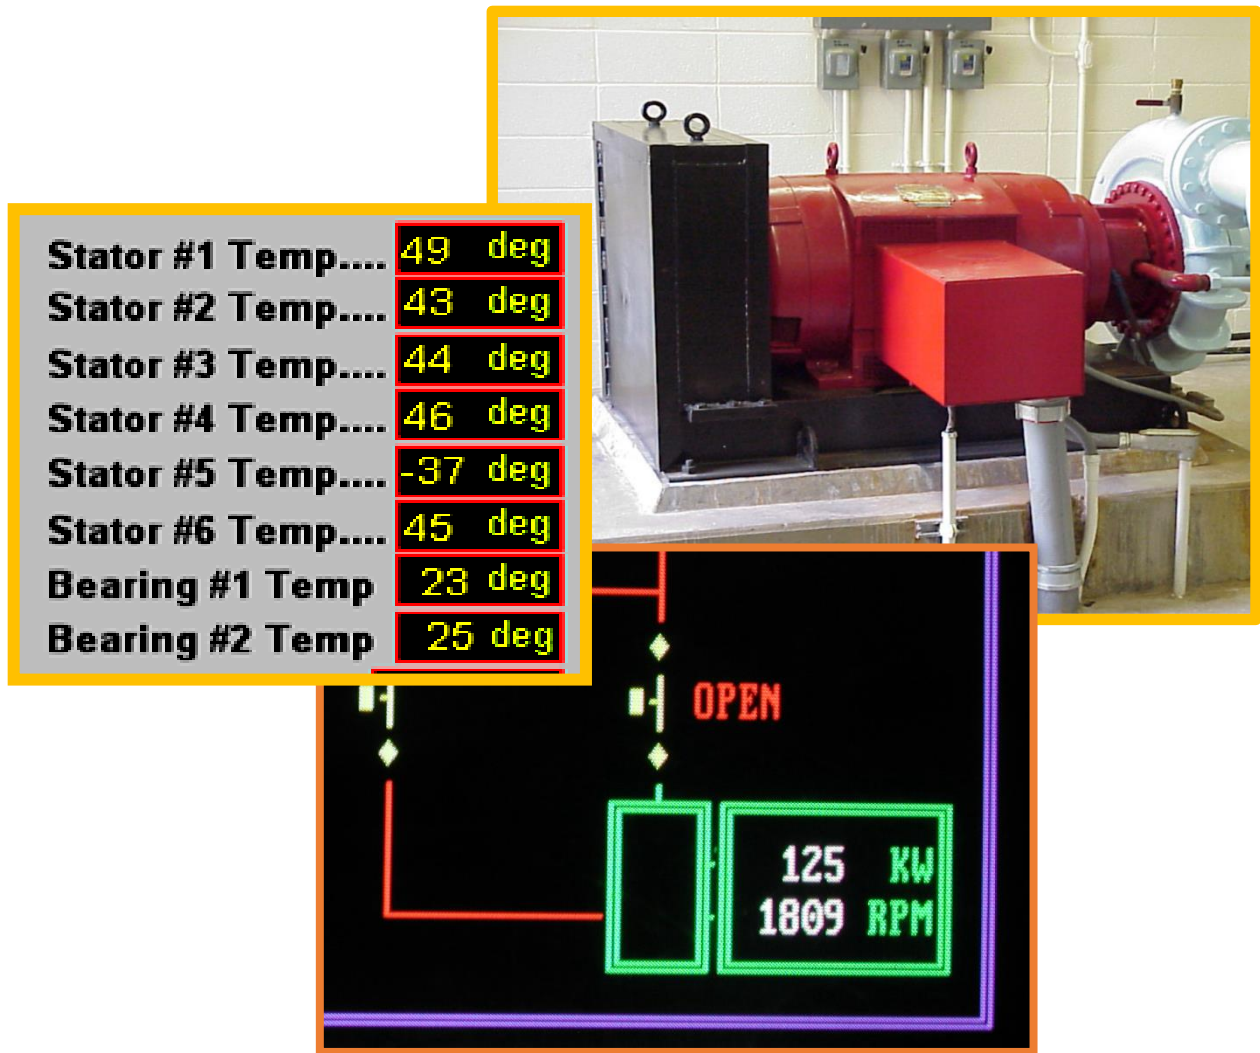 Stator #1 Temp.... 49 deg
Stator #2 Temp.... 43 deg
Stator #3 Temp.... 44 deg
Stator #4 Temp.... 46 deg
Stator #5 Temp.... -37 deg
Stator #6 Temp.... 45 deg
Bearing #1 Temp 23 deg
Bearing #2 Temp 25 deg
OPEN
125 KW
1809 RPM